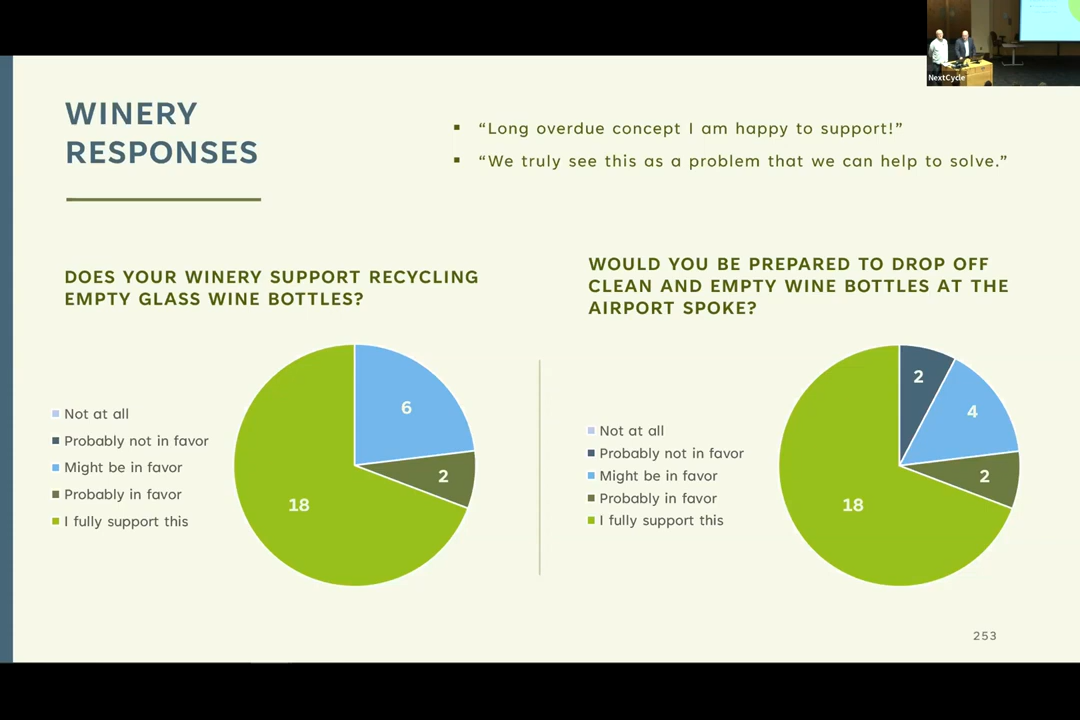 NextCycle
WINERY
RESPONSES
▪ “Long overdue concept I am happy to support!”
▪ “We truly see this as a problem that we can help to solve.”
DOES YOUR WINERY SUPPORT RECYCLING
EMPTY GLASS WINE BOTTLES?
Not at all
Probably not in favor
Might be in favor
Probably in favor
I fully support this
6
2
18
WOULD YOU BE PREPARED TO DROP OFF
CLEAN AND EMPTY WINE BOTTLES AT THE
AIRPORT SPOKE?
Not at all
Probably not in favor
Might be in favor
Probably in favor
I fully support this
2
4
2
18
253